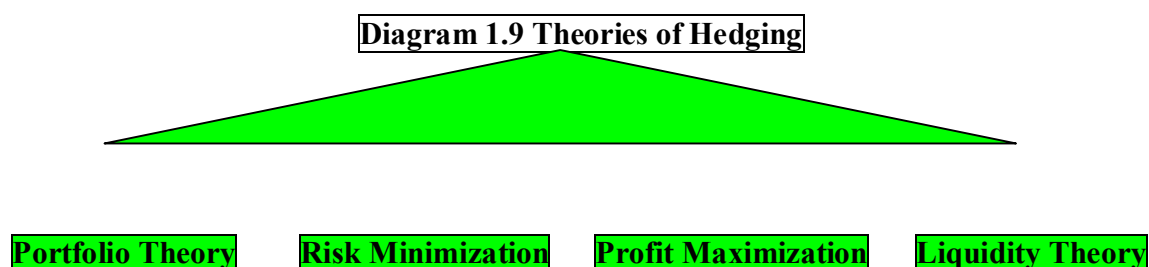 Diagram 1.9 Theories of Hedging
Portfolio Theory Risk Minimization Profit Maximization Liquidity Theory